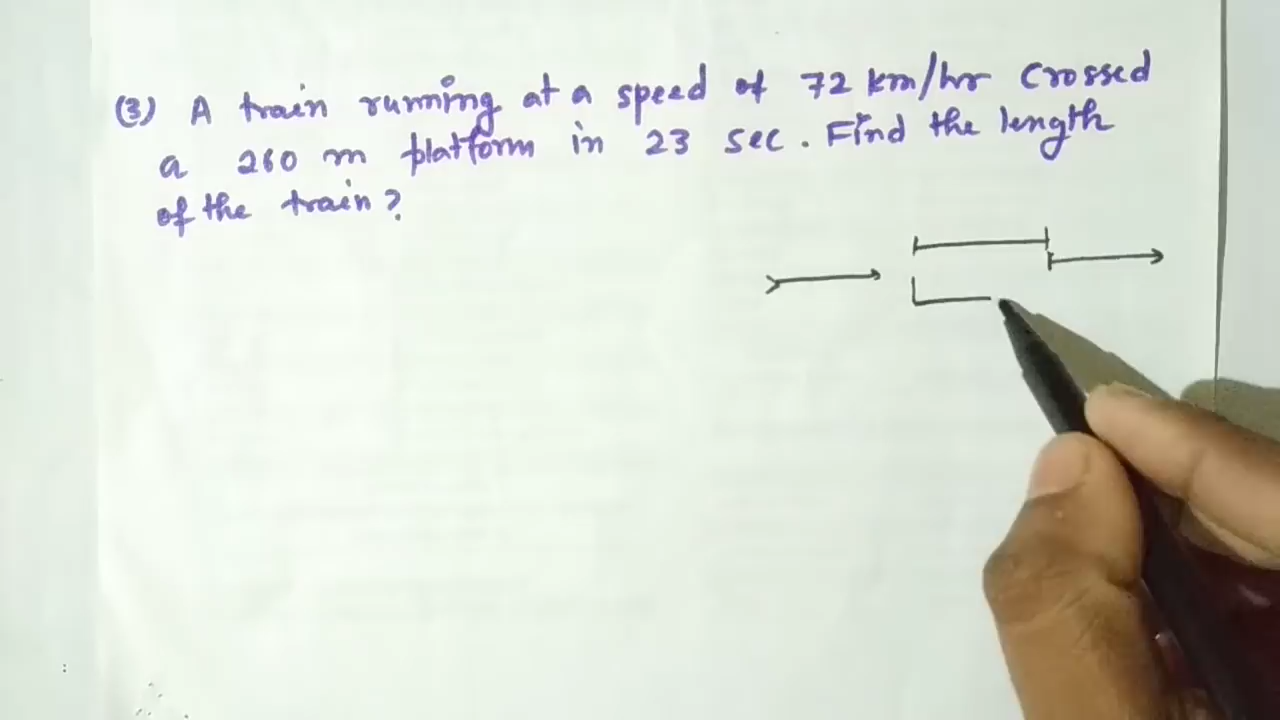 (3) A train running at a speed of 72 km/hr crossed
a 260 m platform in 23 sec. Find the length
of the train?